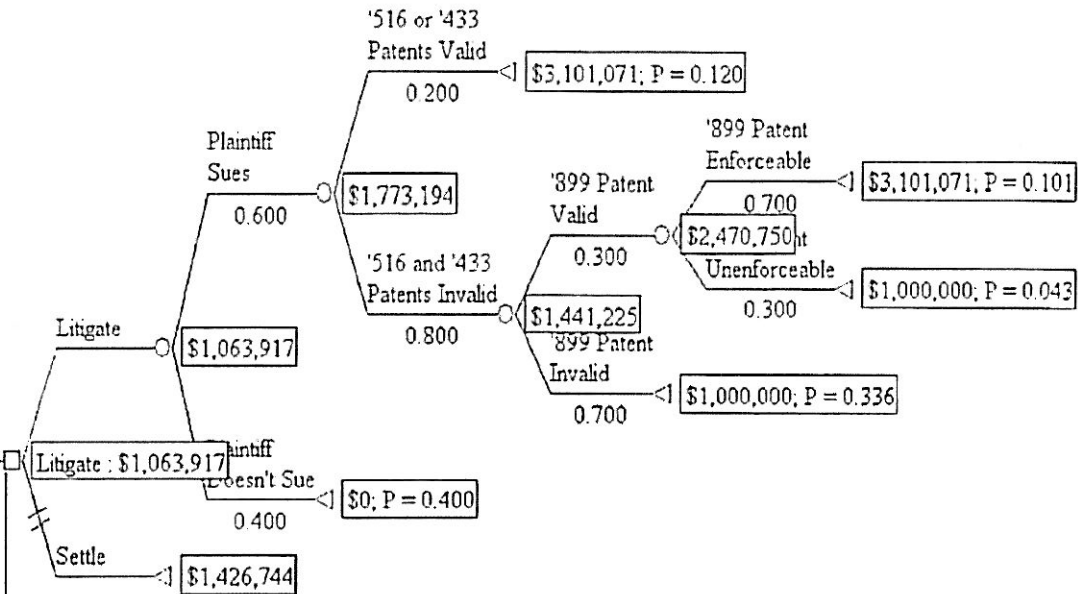 '516 or '433
Patents Valid
0.200
$3,101,071; P = 0.120
Plaintiff
Sues
0.600
$1,773,194
'899 Patent
Enforceable
0.700
$3,101,071; P = 0.101
'899 Patent
Valid
0.300
$2,470,750
nt
Unenforceable
0.300
$1,000,000; P = 0.043
'516 and '433
Patents Invalid
0.800
$1,441,225
'899 Patent
Invalid
0.700
$1,000,000; P = 0.336
Litigate
$1,063,917
Litigate : $1,063,917
aintiff
Doesn't Sue
0.400
$0; P = 0.400
Settle
$1,426,744